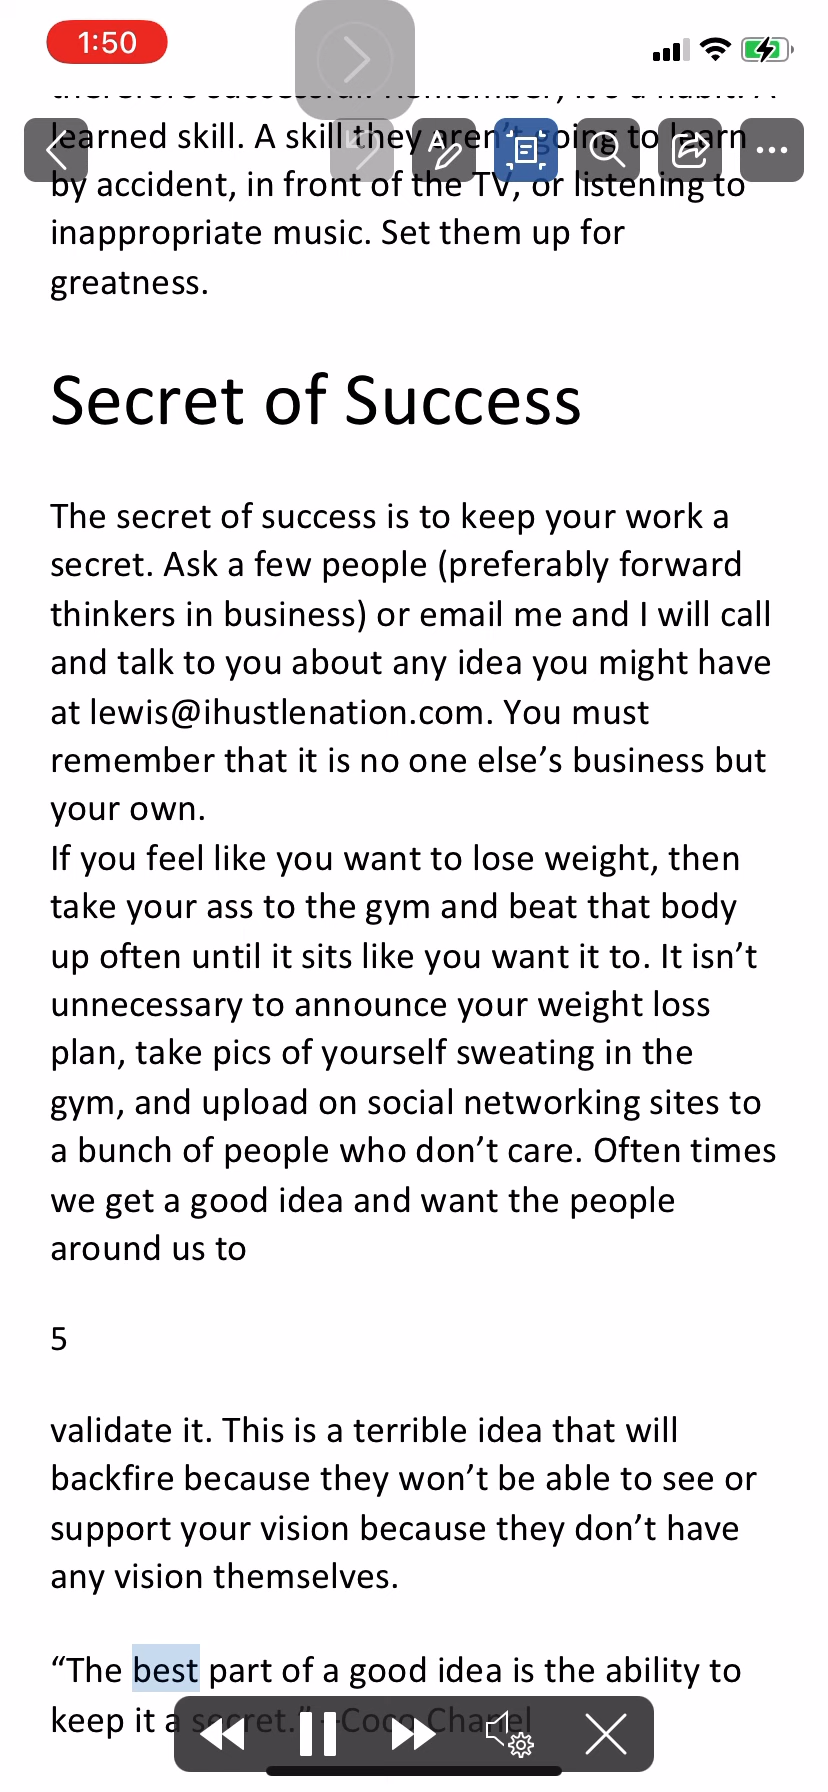 1:50
learned skill. A skill they aren't going to learn
by accident, in front of the TV, or listening to
inappropriate music. Set them up for
greatness.
Secret of Success
The secret of success is to keep your work a
secret. Ask a few people (preferably forward
thinkers in business) or email me and I will call
and talk to you about any idea you might have
at lewis@ihustlenation.com. You must
remember that it is no one else’s business but
your own.
If you feel like you want to lose weight, then
take your ass to the gym and beat that body
up often until it sits like you want it to. It isn’t
unnecessary to announce your weight loss
plan, take pics of yourself sweating in the
gym, and upload on social networking sites to
a bunch of people who don’t care. Often times
we get a good idea and want the people
around us to
5
validate it. This is a terrible idea that will
backfire because they won’t be able to see or
support your vision because they don’t have
any vision themselves.
“The best part of a good idea is the ability to
keep it a secret.” –Coco Chanel